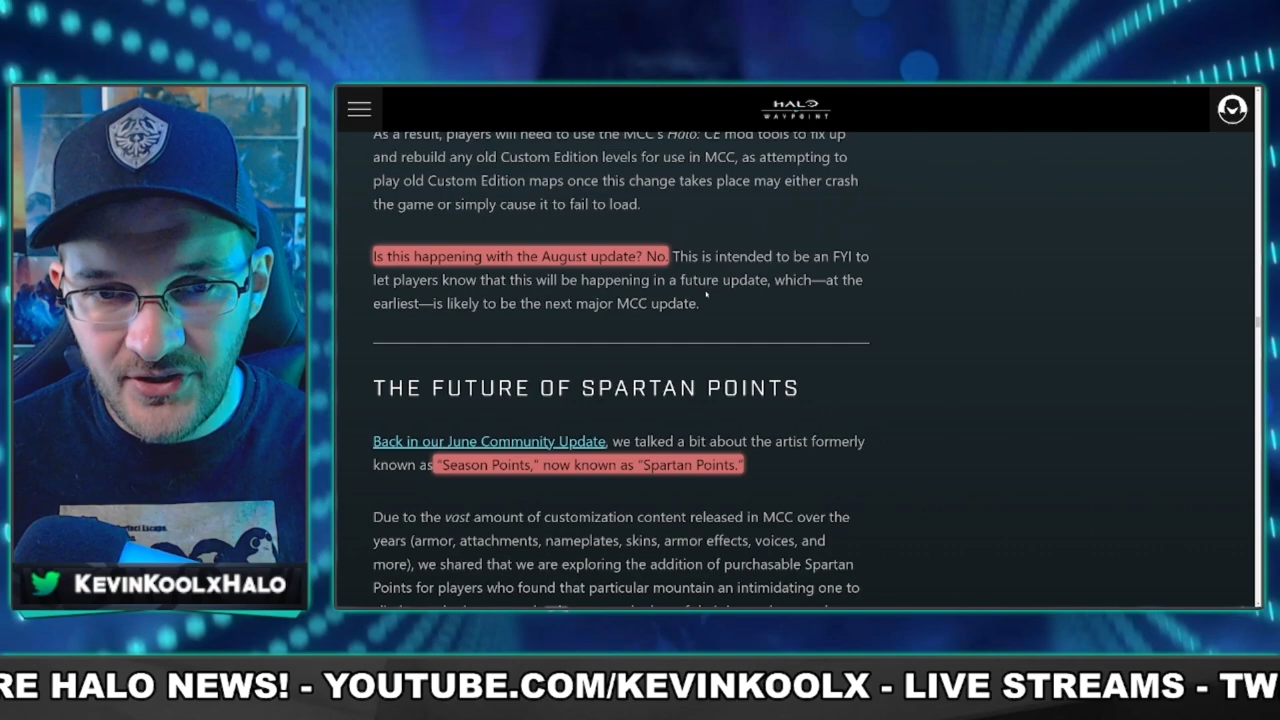 HALO
WAYPOINT
As a result, players will need to use the MCC's Halo: CE mod tools to fix up
and rebuild any old Custom Edition levels for use in MCC, as attempting to
play old Custom Edition maps once this change takes place may either crash
the game or simply cause it to fail to load.
Is this happening with the August update? No. This is intended to be an FYI to
let players know that this will be happening in a future update, which—at the
earliest—is likely to be the next major MCC update.
THE FUTURE OF SPARTAN POINTS
Back in our June Community Update, we talked a bit about the artist formerly
known as "Season Points," now known as "Spartan Points."
Due to the vast amount of customization content released in MCC over the
years (armor, attachments, nameplates, skins, armor effects, voices, and
more), we shared that we are exploring the addition of purchasable Spartan
Points for players who found that particular mountain an intimidating one to
KEVINKOOLXHALO
RE HALO NEWS! - YOUTUBE.COM/KEVINKOOLX - LIVE STREAMS - TW